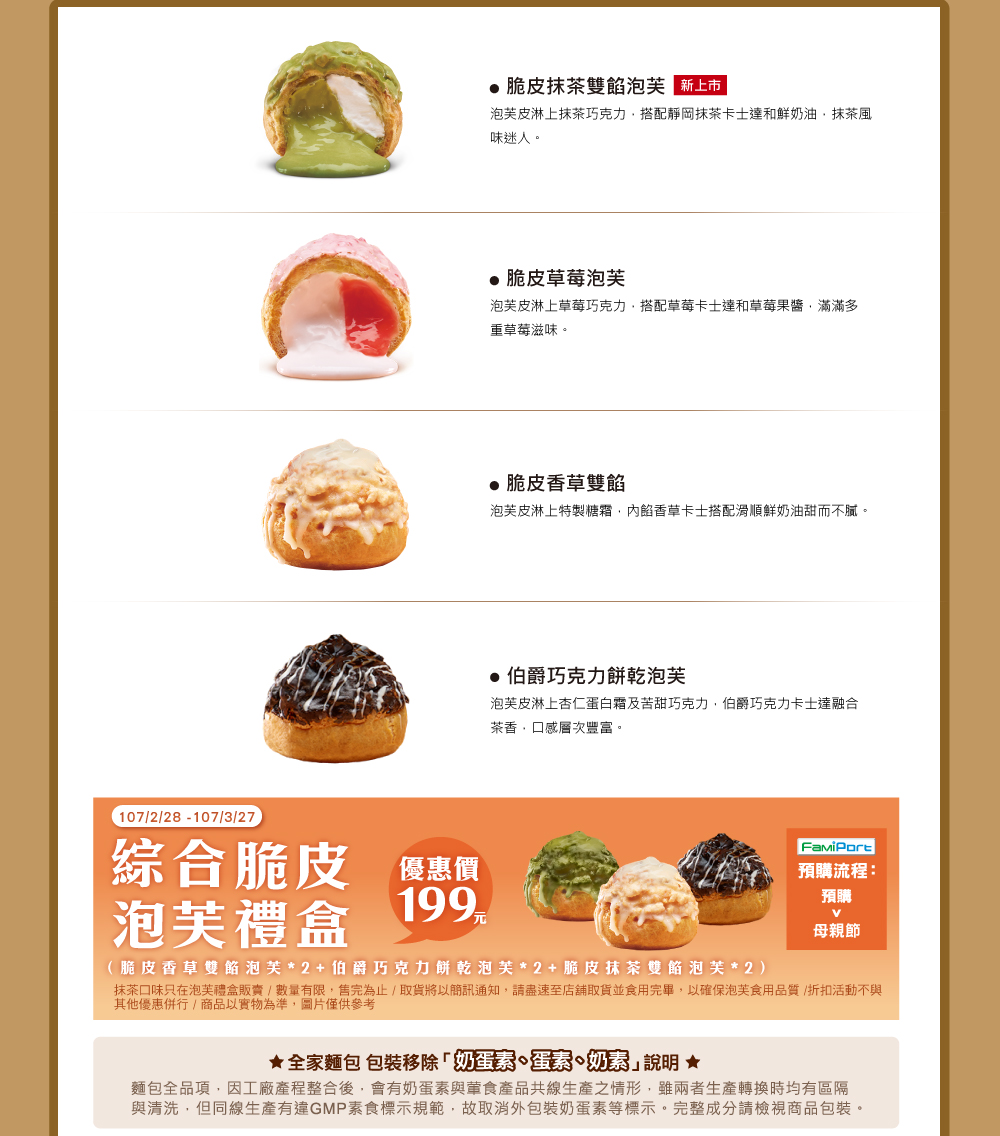 ● 脆皮抹茶雙餡泡芙 新上市
泡芙皮淋上抹茶巧克力，搭配靜岡抹茶卡士達和鮮奶油，抹茶風
味迷人。
● 脆皮草莓泡芙
泡芙皮淋上草莓巧克力，搭配草莓卡士達和草莓果醬，滿滿多
重草莓滋味。
● 脆皮香草雙餡
泡芙皮淋上特製糖霜，內餡香草卡士搭配滑順鮮奶油甜而不膩。
● 伯爵巧克力餅乾泡芙
泡芙皮淋上杏仁蛋白霜及苦甜巧克力，伯爵巧克力卡士達融合
茶香，口感層次豐富。
107/2/28 -107/3/27
綜合脆皮
泡芙禮盒
優惠價
199元
FamiPort
預購流程：
預購
v
母親節
(脆皮香草雙餡泡芙*2+伯爵巧克力餅乾泡芙*2+脆皮抹茶雙餡泡芙*2)
抹茶口味只在泡芙禮盒販賣 / 數量有限，售完為止 / 取貨將以簡訊通知，請盡速至店舖取貨並食用完畢，以確保泡芙食用品質 /折扣活動不與
其他優惠併行 / 商品以實物為準，圖片僅供參考
★ 全家麵包 包裝移除「奶蛋素、蛋素、奶素」說明 ★
麵包全品項，因工廠產程整合後，會有奶蛋素與葷食產品共線生產之情形，雖兩者生產轉換時均有區隔
與清洗，但同線生產有違GMP素食標示規範，故取消外包裝奶蛋素等標示。完整成分請檢視商品包裝。